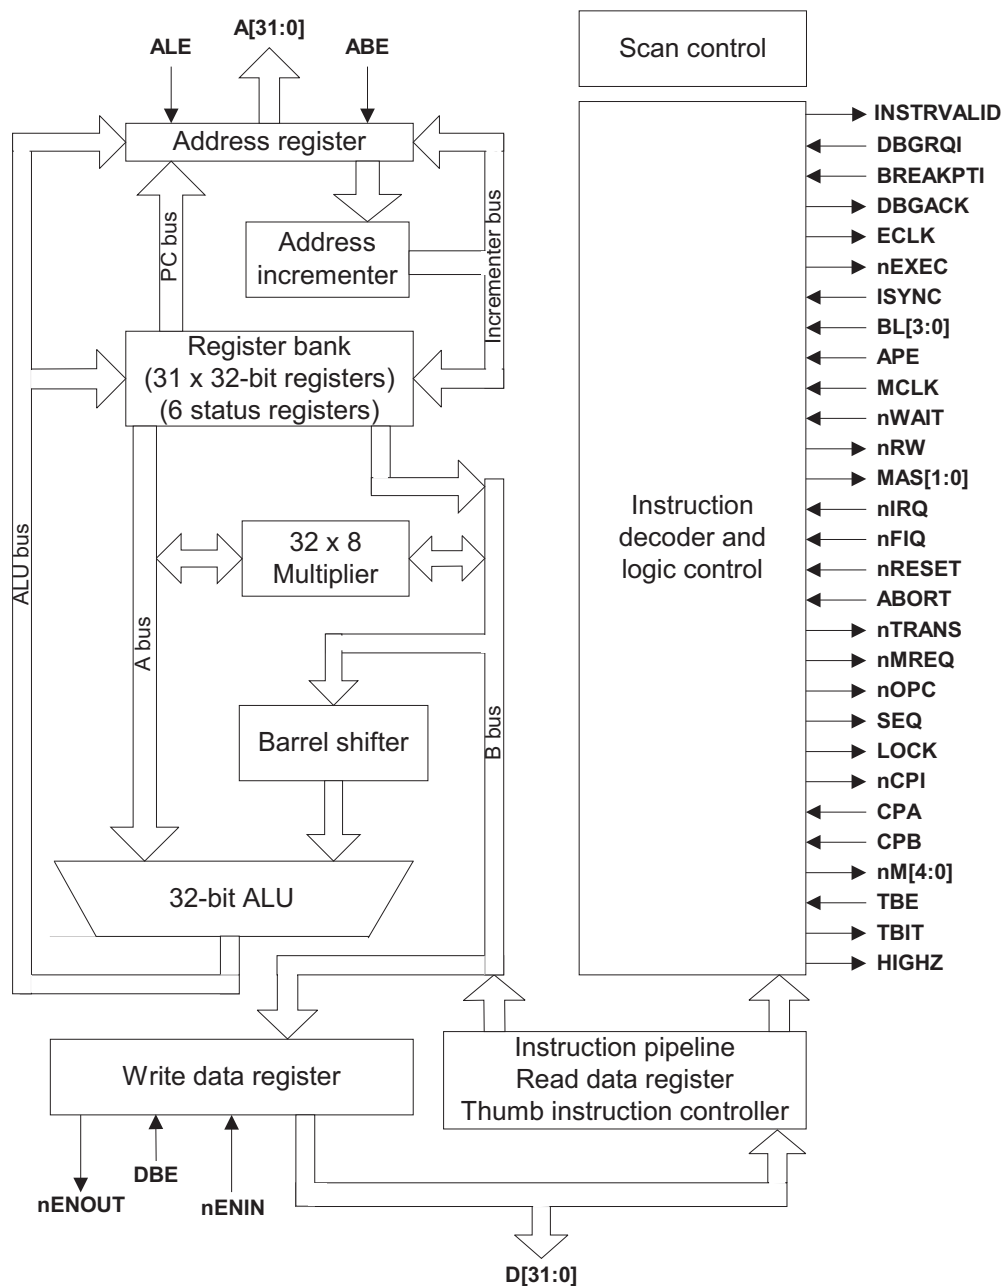 A[31:0]
ALE
ABE
Scan control
Address register
PC bus
Address
incrementer
Incrementer bus
Register bank
(31 x 32-bit registers)
(6 status registers)
ALU bus
A bus
32 x 8
Multiplier
Barrel shifter
B bus
32-bit ALU
Write data register
nENOUT
DBE
nENIN
Instruction
decoder and
logic control
INSTRVALID
DBGRQI
BREAKPTI
DBGACK
ECLK
nEXEC
ISYNC
BL[3:0]
APE
MCLK
nWAIT
nRW
MAS[1:0]
nIRQ
nFIQ
nRESET
ABORT
nTRANS
nMREQ
nOPC
SEQ
LOCK
nCPI
CPA
CPB
nM[4:0]
TBE
TBIT
HIGHZ
Instruction pipeline
Read data register
Thumb instruction controller
D[31:0]